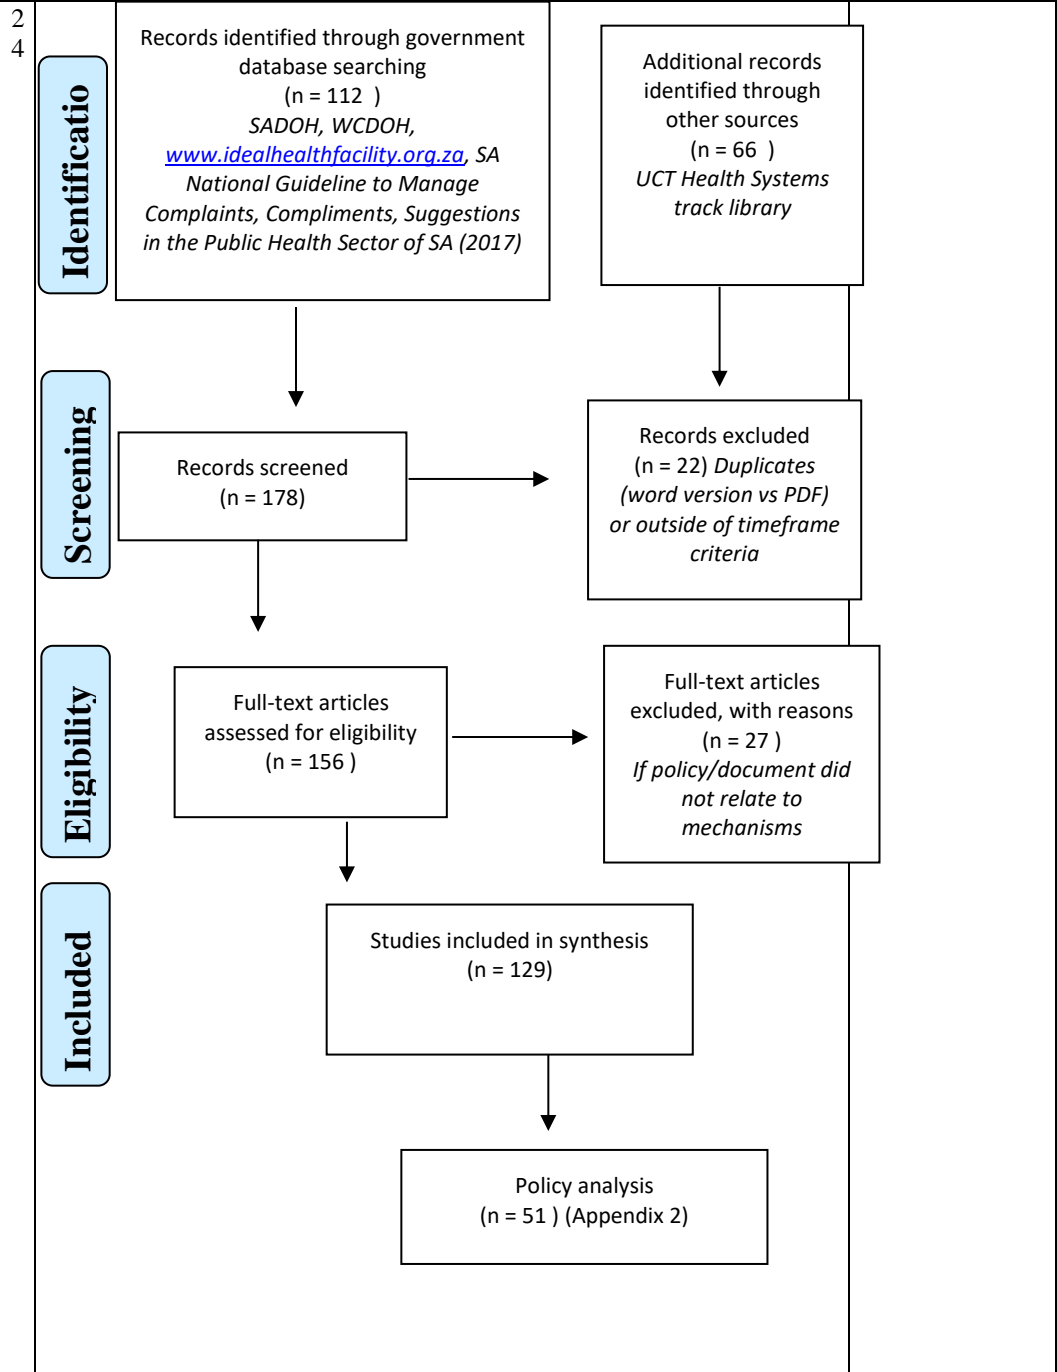 2
4
Identificatio
Records identified through government
database searching
(n = 112 )
SADOH, WCDOH,
www.idealhealthfacility.org.za, SA
National Guideline to Manage
Complaints, Compliments, Suggestions
in the Public Health Sector of SA (2017)
Additional records
identified through
other sources
(n = 66 )
UCT Health Systems
track library
Screening
Records screened
(n = 178)
Records excluded
(n = 22) Duplicates
(word version vs PDF)
or outside of timeframe
criteria
Eligibility
Full-text articles
assessed for eligibility
(n = 156 )
Full-text articles
excluded, with reasons
(n = 27 )
If policy/document did
not relate to
mechanisms
Included
Studies included in synthesis
(n = 129)
Policy analysis
(n = 51 ) (Appendix 2)